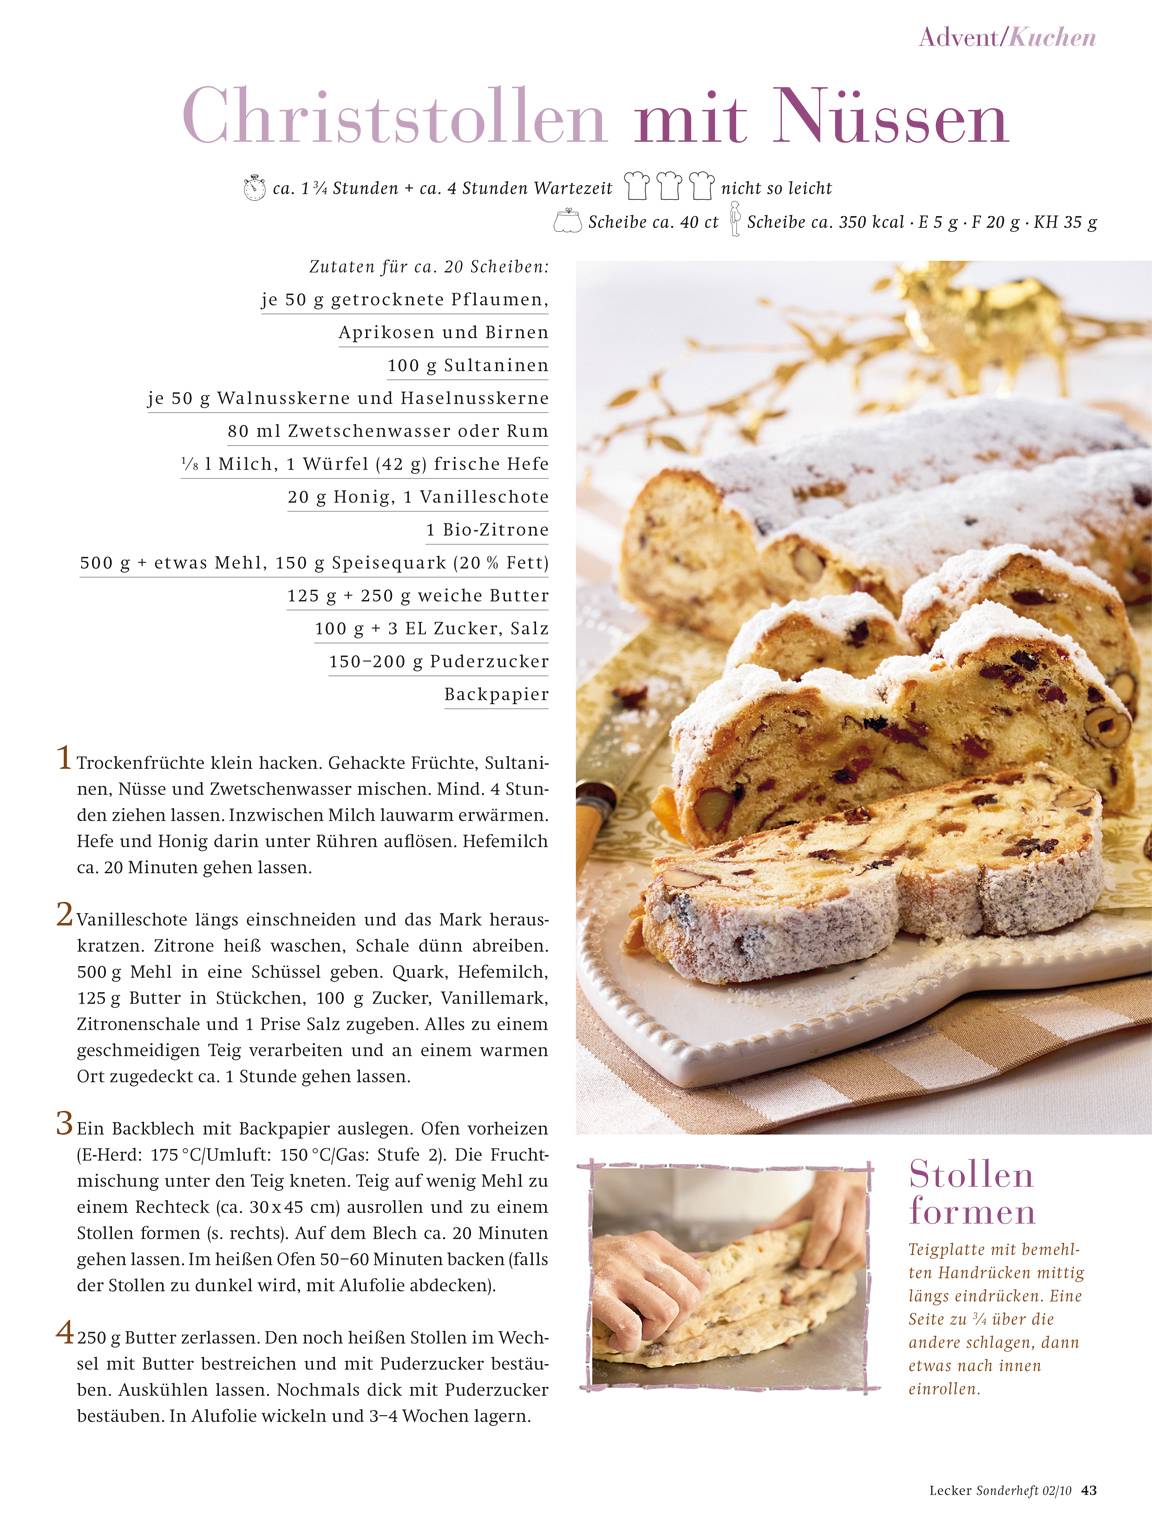 Advent/Kuchen
Christstollen mit Nüssen
ca. 1 ¾ Stunden + ca. 4 Stunden Wartezeit nicht so leicht
Scheibe ca. 40 ct Scheibe ca. 350 kcal · E 5 g · F 20 g · KH 35 g
Zutaten für ca. 20 Scheiben:
je 50 g getrocknete Pflaumen,
Aprikosen und Birnen
100 g Sultaninen
je 50 g Walnusskerne und Haselnusskerne
80 ml Zwetschenwasser oder Rum
⅛ l Milch, 1 Würfel (42 g) frische Hefe
20 g Honig, 1 Vanilleschote
1 Bio-Zitrone
500 g + etwas Mehl, 150 g Speisequark (20 % Fett)
125 g + 250 g weiche Butter
100 g + 3 EL Zucker, Salz
150–200 g Puderzucker
Backpapier
1 Trockenfrüchte klein hacken. Gehackte Früchte, Sultani-
nen, Nüsse und Zwetschenwasser mischen. Mind. 4 Stun-
den ziehen lassen. Inzwischen Milch lauwarm erwärmen.
Hefe und Honig darin unter Rühren auflösen. Hefemilch
ca. 20 Minuten gehen lassen.
2 Vanilleschote längs einschneiden und das Mark heraus-
kratzen. Zitrone heiß waschen, Schale dünn abreiben.
500 g Mehl in eine Schüssel geben. Quark, Hefemilch,
125 g Butter in Stückchen, 100 g Zucker, Vanillemark,
Zitronenschale und 1 Prise Salz zugeben. Alles zu einem
geschmeidigen Teig verarbeiten und an einem warmen
Ort zugedeckt ca. 1 Stunde gehen lassen.
3 Ein Backblech mit Backpapier auslegen. Ofen vorheizen
(E-Herd: 175 °C/Umluft: 150 °C/Gas: Stufe 2). Die Frucht-
mischung unter den Teig kneten. Teig auf wenig Mehl zu
einem Rechteck (ca. 30 x 45 cm) ausrollen und zu einem
Stollen formen (s. rechts). Auf dem Blech ca. 20 Minuten
gehen lassen. Im heißen Ofen 50–60 Minuten backen (falls
der Stollen zu dunkel wird, mit Alufolie abdecken).
4 250 g Butter zerlassen. Den noch heißen Stollen im Wech-
sel mit Butter bestreichen und mit Puderzucker bestäu-
ben. Auskühlen lassen. Nochmals dick mit Puderzucker
bestäuben. In Alufolie wickeln und 3–4 Wochen lagern.
Stollen
formen
Teigplatte mit bemehl-
ten Handrücken mittig
längs eindrücken. Eine
Seite zu ¾ über die
andere schlagen, dann
etwas nach innen
einrollen.
Lecker Sonderheft 02/10 43